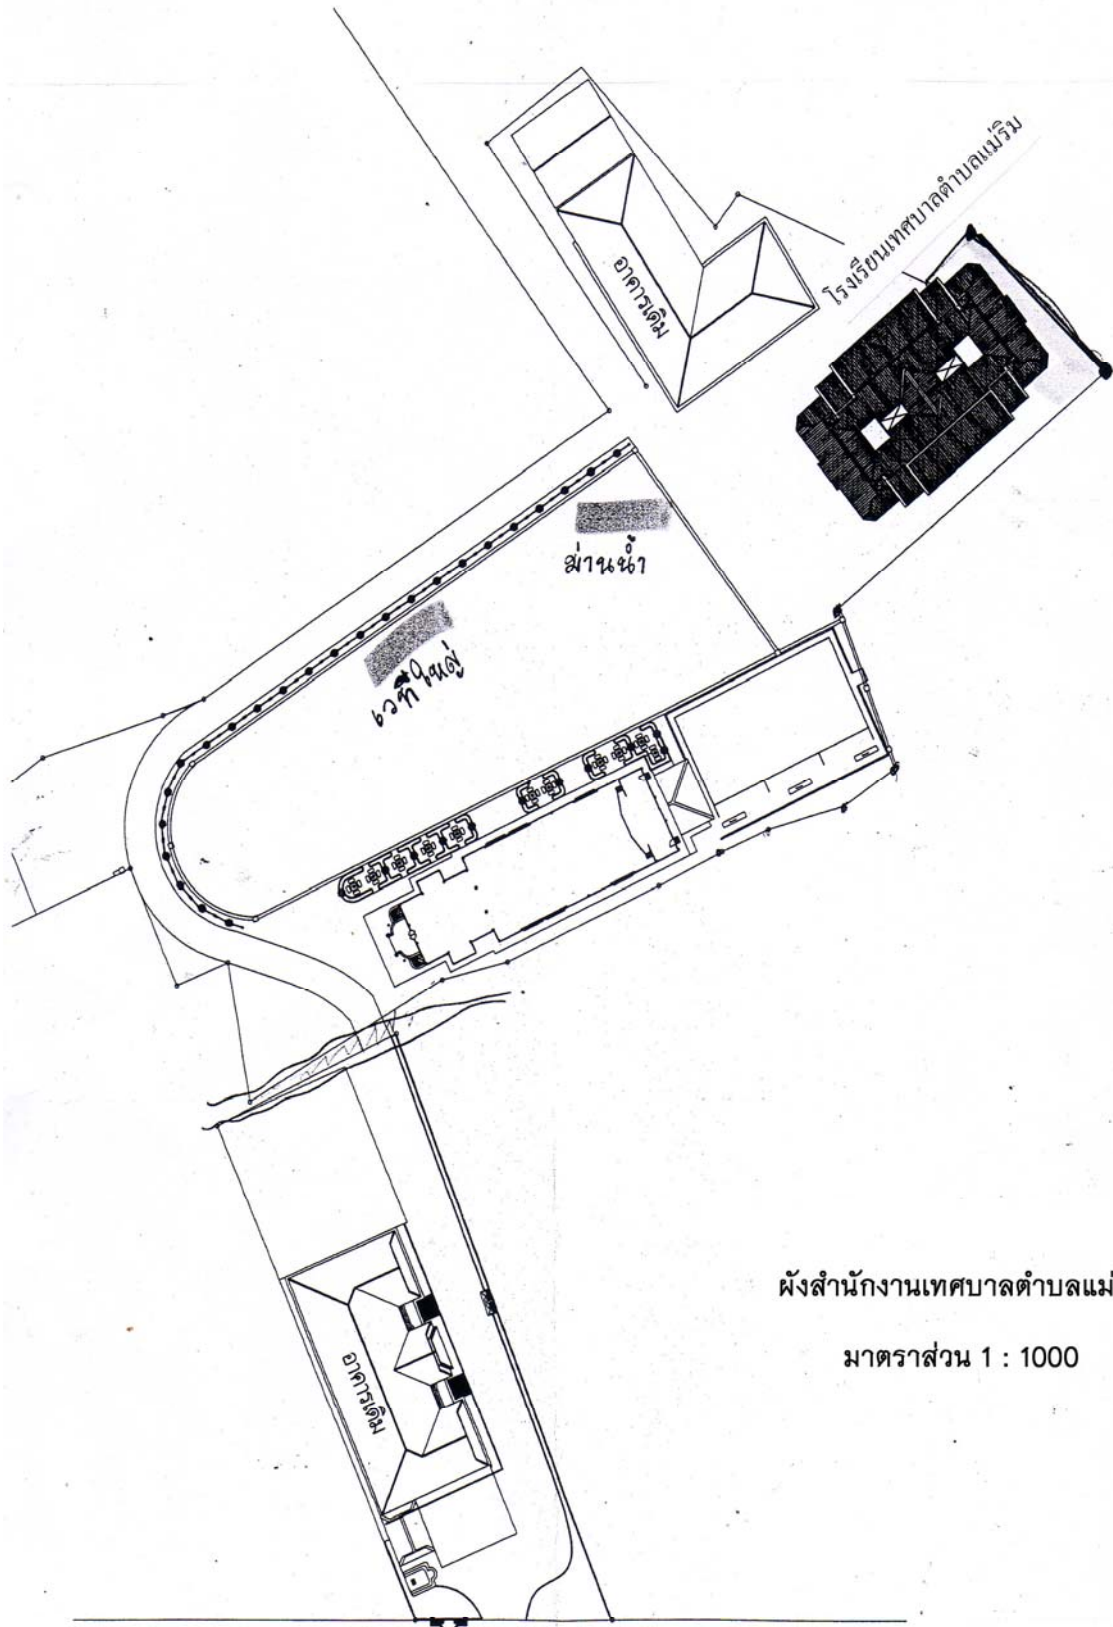 โรงเรียนเทศบาลตำบลแม่ริม
อาคารเดิม
ม่านน้ำ
เวทีใหญ่
ผังสำนักงานเทศบาลตำบลแม่
มาตราส่วน 1 : 1000
อาคารเดิม